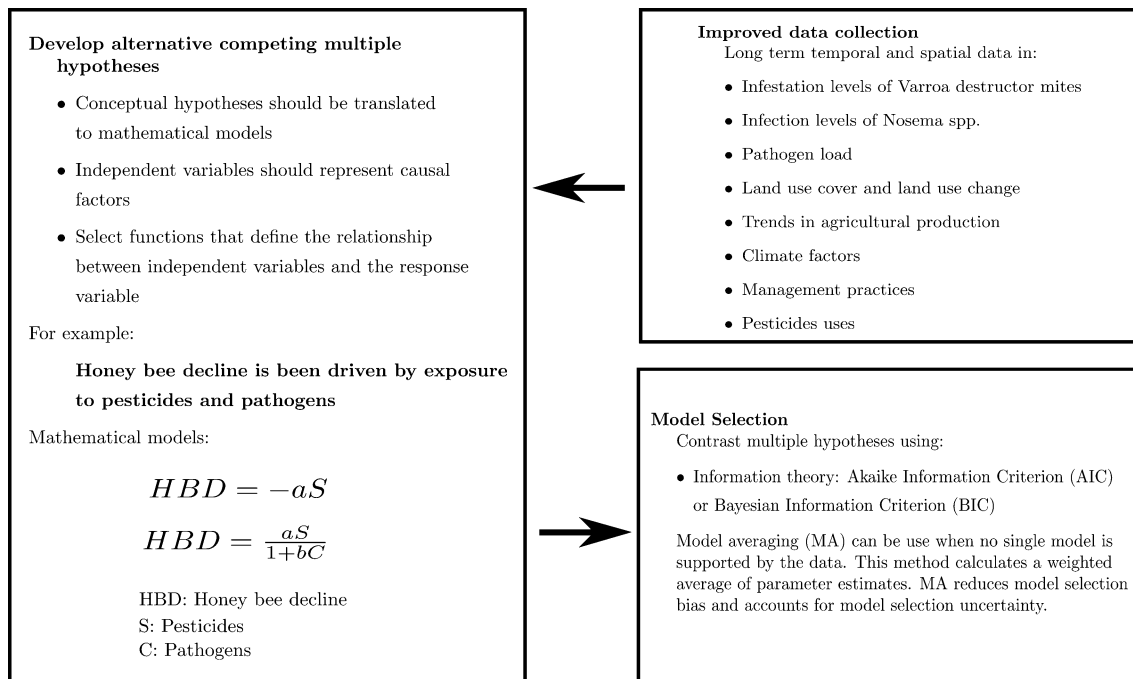 Develop alternative competing multiple
hypotheses
• Conceptual hypotheses should be translated
to mathematical models
• Independent variables should represent causal
factors
• Select functions that define the relationship
between independent variables and the response
variable
For example:
Honey bee decline is been driven by exposure
to pesticides and pathogens
Mathematical models:
HBD = −aS
HBD = aS / 1+bC
HBD: Honey bee decline
S: Pesticides
C: Pathogens
Improved data collection
Long term temporal and spatial data in:
• Infestation levels of Varroa destructor mites
• Infection levels of Nosema spp.
• Pathogen load
• Land use cover and land use change
• Trends in agricultural production
• Climate factors
• Management practices
• Pesticides uses
Model Selection
Contrast multiple hypotheses using:
• Information theory: Akaike Information Criterion (AIC)
or Bayesian Information Criterion (BIC)
Model averaging (MA) can be use when no single model is
supported by the data. This method calculates a weighted
average of parameter estimates. MA reduces model selection
bias and accounts for model selection uncertainty.